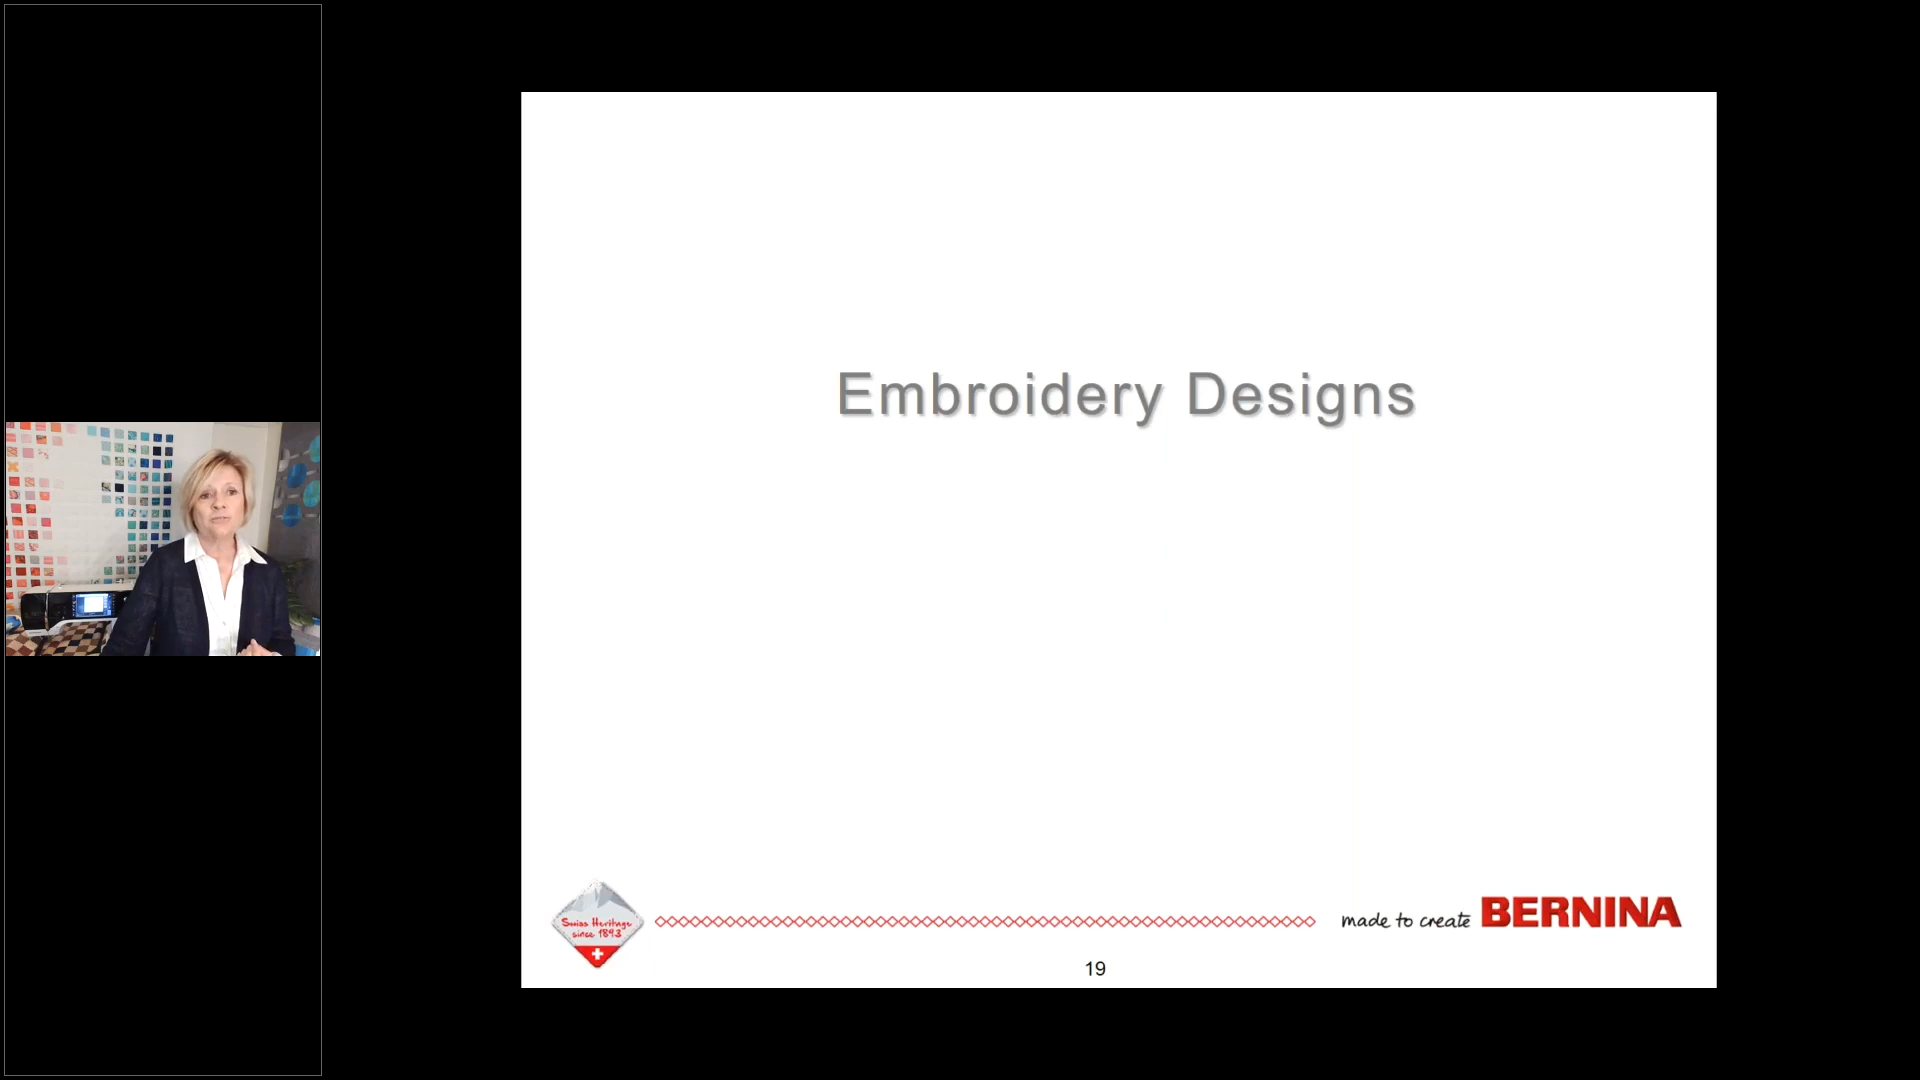 Embroidery Designs
Swiss Heritage
since 1893
made to create BERNINA
19